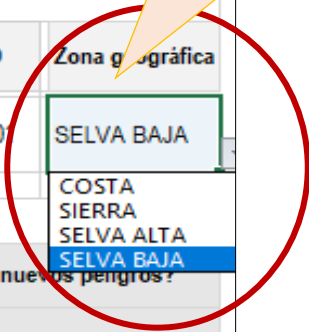 Zona geográfica
SELVA BAJA
COSTA
SIERRA
SELVA ALTA
SELVA BAJA
nuevos peligros?